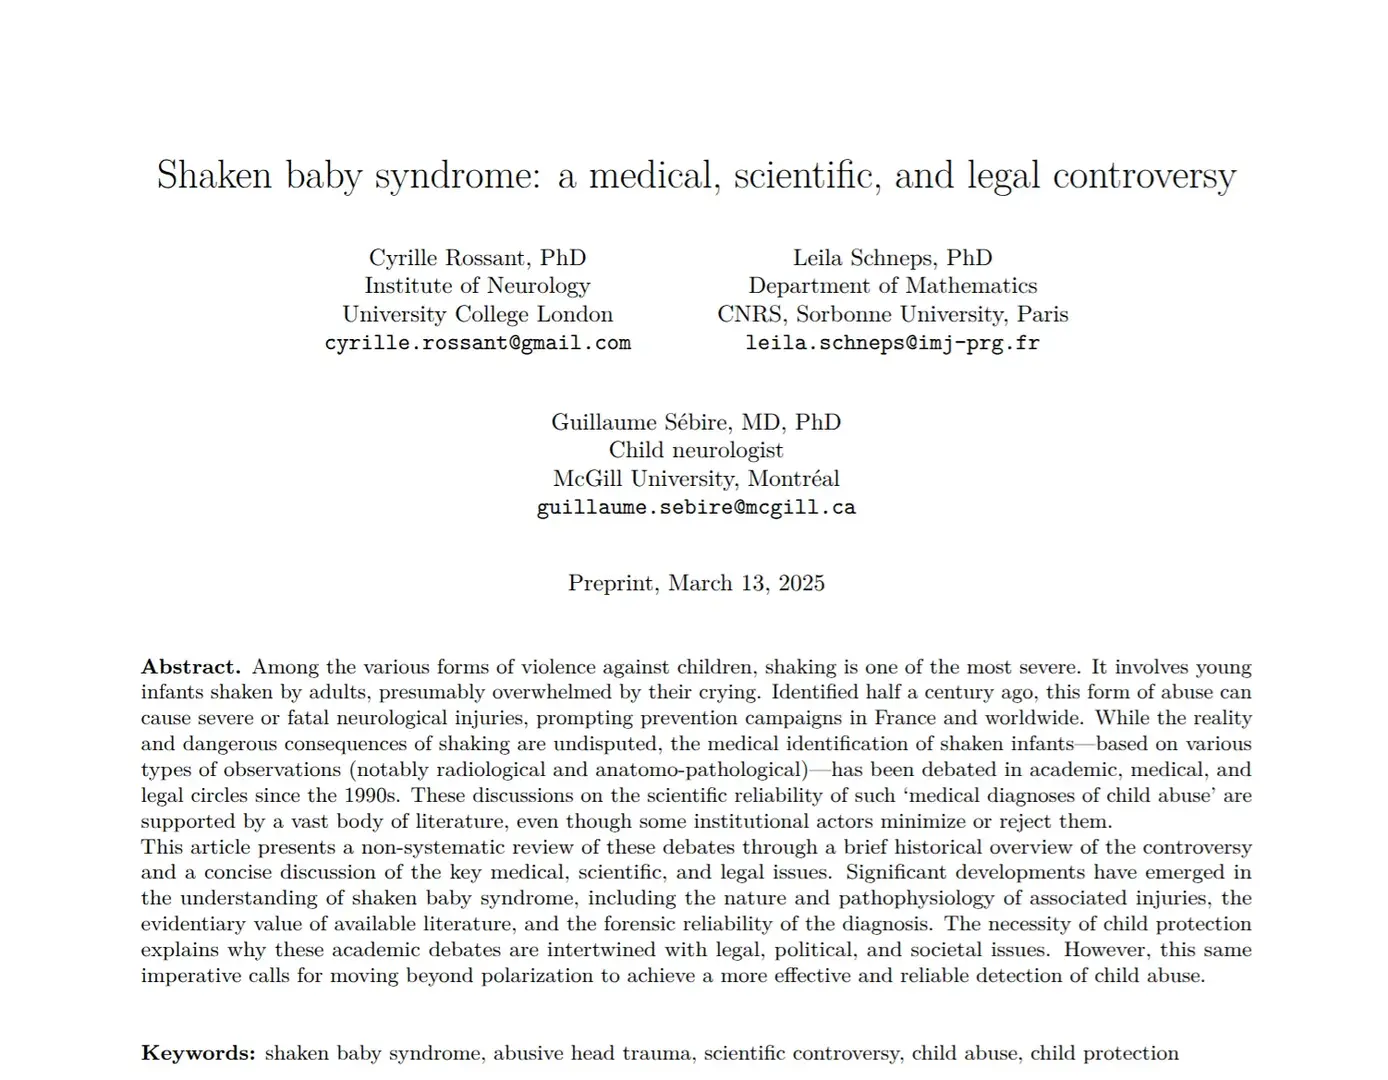 Shaken baby syndrome: a medical, scientific, and legal controversy
Cyrille Rossant, PhD
Institute of Neurology
University College London
cyrille.rossant@gmail.com
Leila Schneps, PhD
Department of Mathematics
CNRS, Sorbonne University, Paris
leila.schneps@imj-prg.fr
Guillaume Sébire, MD, PhD
Child neurologist
McGill University, Montréal
guillaume.sebire@mcgill.ca
Preprint, March 13, 2025
Abstract. Among the various forms of violence against children, shaking is one of the most severe. It involves young
infants shaken by adults, presumably overwhelmed by their crying. Identified half a century ago, this form of abuse can
cause severe or fatal neurological injuries, prompting prevention campaigns in France and worldwide. While the reality
and dangerous consequences of shaking are undisputed, the medical identification of shaken infants—based on various
types of observations (notably radiological and anatomo-pathological)—has been debated in academic, medical, and
legal circles since the 1990s. These discussions on the scientific reliability of such ‘medical diagnoses of child abuse’ are
supported by a vast body of literature, even though some institutional actors minimize or reject them.
This article presents a non-systematic review of these debates through a brief historical overview of the controversy
and a concise discussion of the key medical, scientific, and legal issues. Significant developments have emerged in
the understanding of shaken baby syndrome, including the nature and pathophysiology of associated injuries, the
evidentiary value of available literature, and the forensic reliability of the diagnosis. The necessity of child protection
explains why these academic debates are intertwined with legal, political, and societal issues. However, this same
imperative calls for moving beyond polarization to achieve a more effective and reliable detection of child abuse.
Keywords: shaken baby syndrome, abusive head trauma, scientific controversy, child abuse, child protection